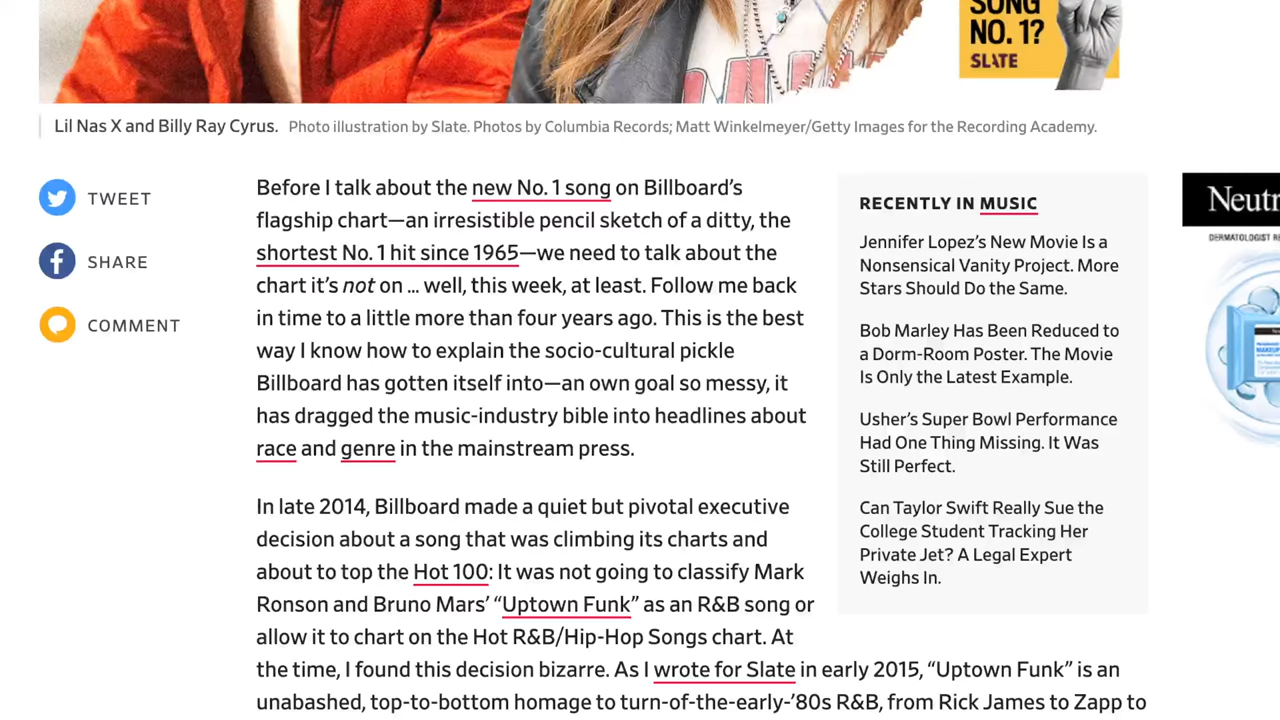 SONG
NO. 1?
SLATE
Lil Nas X and Billy Ray Cyrus. Photo illustration by Slate. Photos by Columbia Records; Matt Winkelmeyer/Getty Images for the Recording Academy.
TWEET
SHARE
COMMENT
Before I talk about the new No. 1 song on Billboard’s
flagship chart—an irresistible pencil sketch of a ditty, the
shortest No. 1 hit since 1965—we need to talk about the
chart it’s not on … well, this week, at least. Follow me back
in time to a little more than four years ago. This is the best
way I know how to explain the socio-cultural pickle
Billboard has gotten itself into—an own goal so messy, it
has dragged the music-industry bible into headlines about
race and genre in the mainstream press.
In late 2014, Billboard made a quiet but pivotal executive
decision about a song that was climbing its charts and
about to top the Hot 100: It was not going to classify Mark
Ronson and Bruno Mars’ “Uptown Funk” as an R&B song or
allow it to chart on the Hot R&B/Hip-Hop Songs chart. At
the time, I found this decision bizarre. As I wrote for Slate in early 2015, “Uptown Funk” is an
unabashed, top-to-bottom homage to turn-of-the-early-’80s R&B, from Rick James to Zapp to
RECENTLY IN MUSIC
Jennifer Lopez’s New Movie Is a
Nonsensical Vanity Project. More
Stars Should Do the Same.
Bob Marley Has Been Reduced to
a Dorm-Room Poster. The Movie
Is Only the Latest Example.
Usher’s Super Bowl Performance
Had One Thing Missing. It Was
Still Perfect.
Can Taylor Swift Really Sue the
College Student Tracking Her
Private Jet? A Legal Expert
Weighs In.
Neutr
DERMATOLOGIST RE